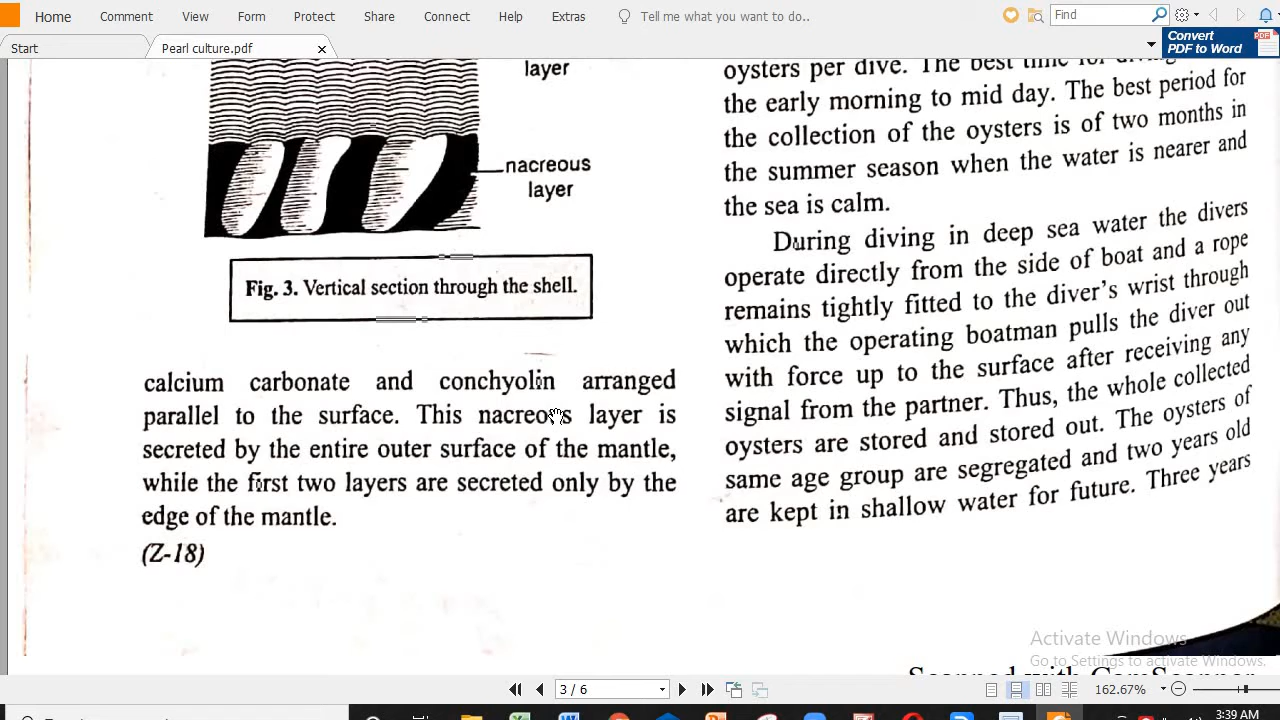 Home Comment View Form Project Share Connect Help Extras Tell me what you want to do.. Find
Start Pearl culture.pdf x
Convert
PDF to Word
layer
nacreous
layer
Fig. 3. Vertical section through the shell.
calcium carbonate and conchyolin arranged
parallel to the surface. This nacreous layer is
secreted by the entire outer surface of the mantle,
while the first two layers are secreted only by the
edge of the mantle.
(Z-18)
oysters per dive. The best time for
the early morning to mid day. The best period for
the collection of the oysters is of two months in
the summer season when the water is nearer and
the sea is calm.
During diving in deep sea water the divers
operate directly from the side of boat and a rope
remains tightly fitted to the diver's wrist through
which the operating boatman pulls the diver out
with force up to the surface after receiving any
signal from the partner. Thus, the whole collected
oysters are stored and stored out. The oysters of
same age group are segregated and two years old
are kept in shallow water for future. Three years
Activate Windows
Go to Settings to activate Windows.
Scanned with CamScanner
3 / 6
162.67%
3:39 AM